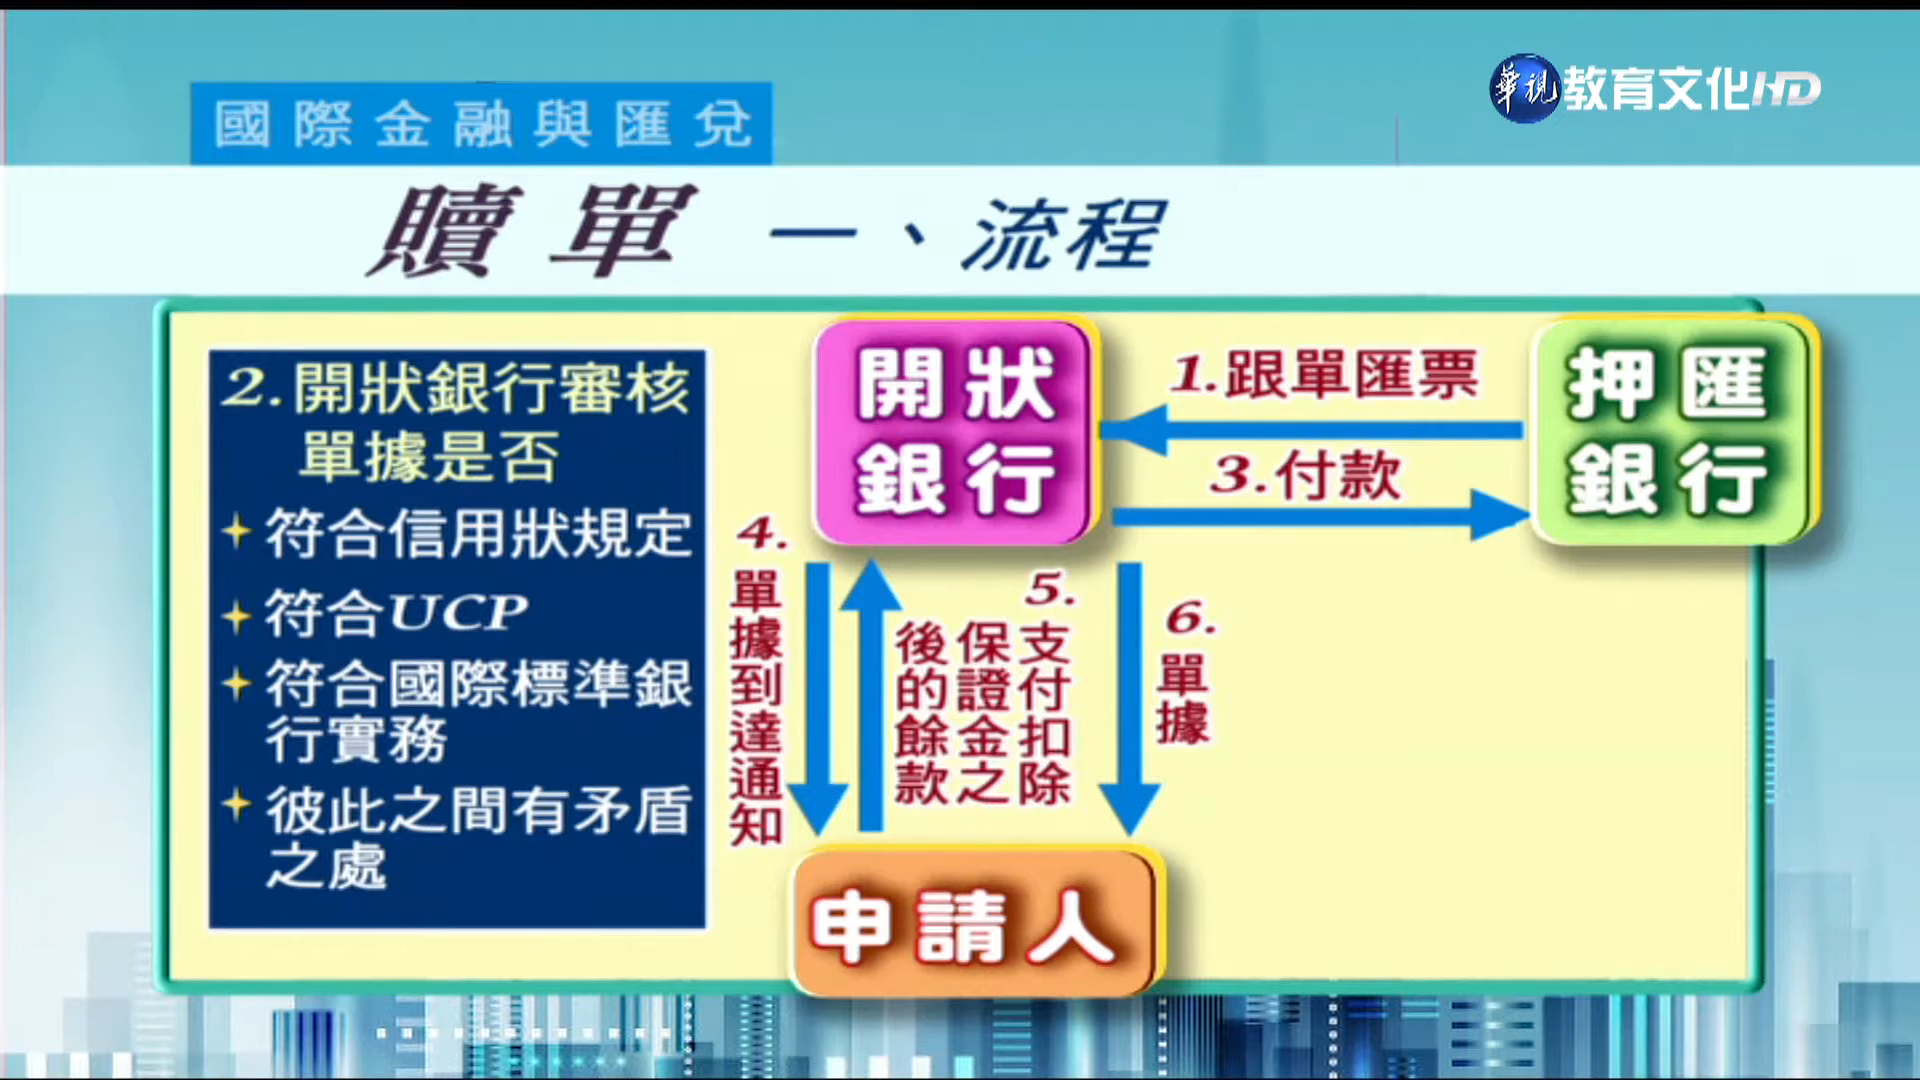 華視 教育文化HD
國際金融與匯兌
贖單 一、流程
2.開狀銀行審核
單據是否
符合信用狀規定
符合UCP
符合國際標準銀
行實務
彼此之間有矛盾
之處
開狀
銀行
1.跟單匯票
3.付款
押匯
銀行
4.單據到達通知
5.支付扣除
保證金之
後的餘款
6.單據
申請人